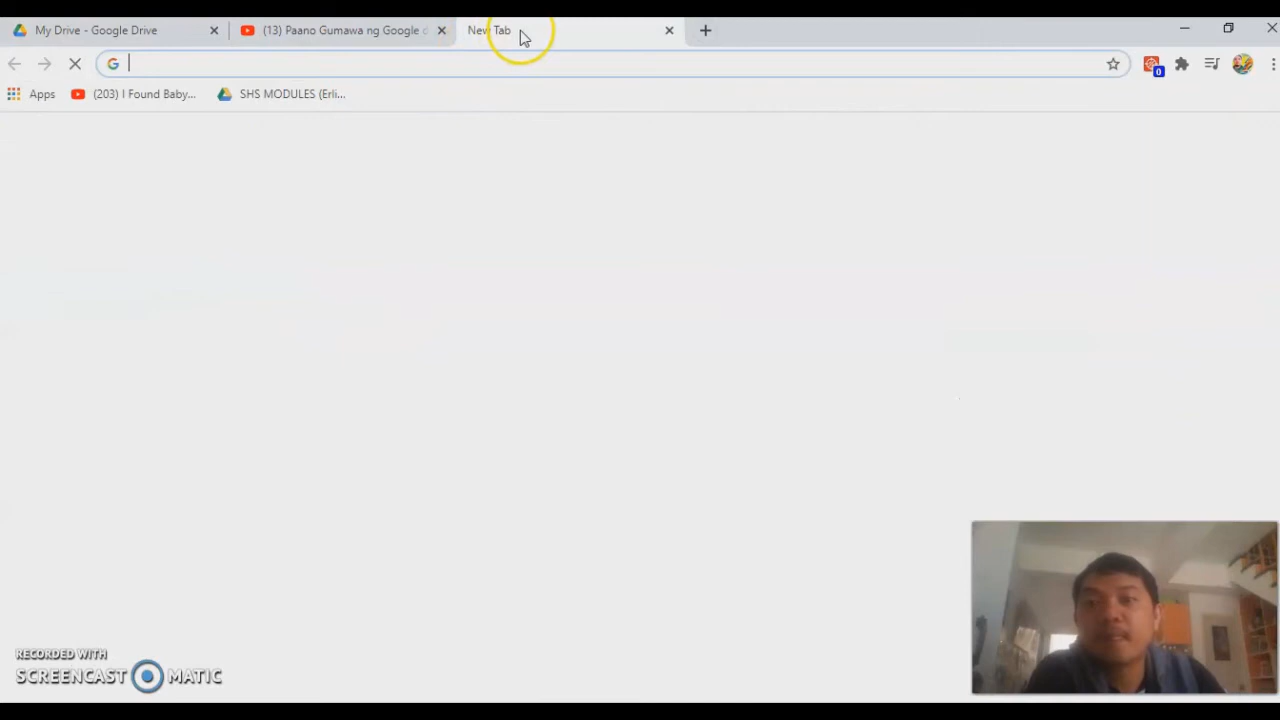 My Drive - Google Drive
(13) Paano Gumawa ng Google d
New Tab
G
Apps
(203) I Found Baby...
SHS MODULES (Erli...
0
RECORDED WITH
SCREENCAST MATIC